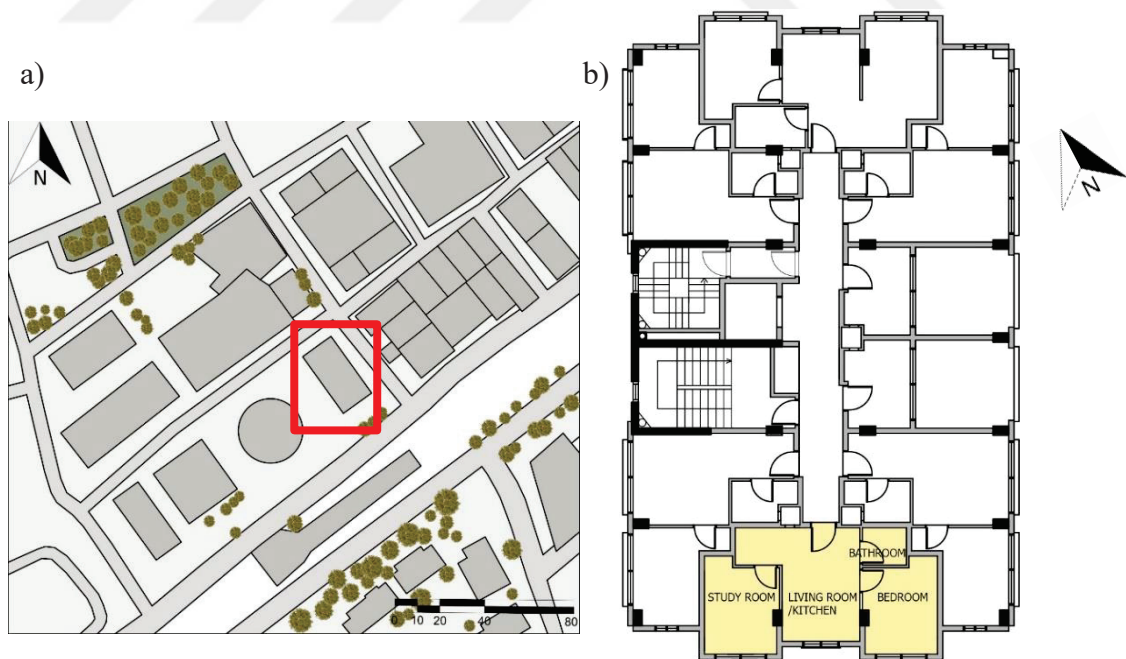 a)
b)
N
N
0 10 20 40 80
BATHROOM
STUDY ROOM
LIVING ROOM
/KITCHEN
BEDROOM